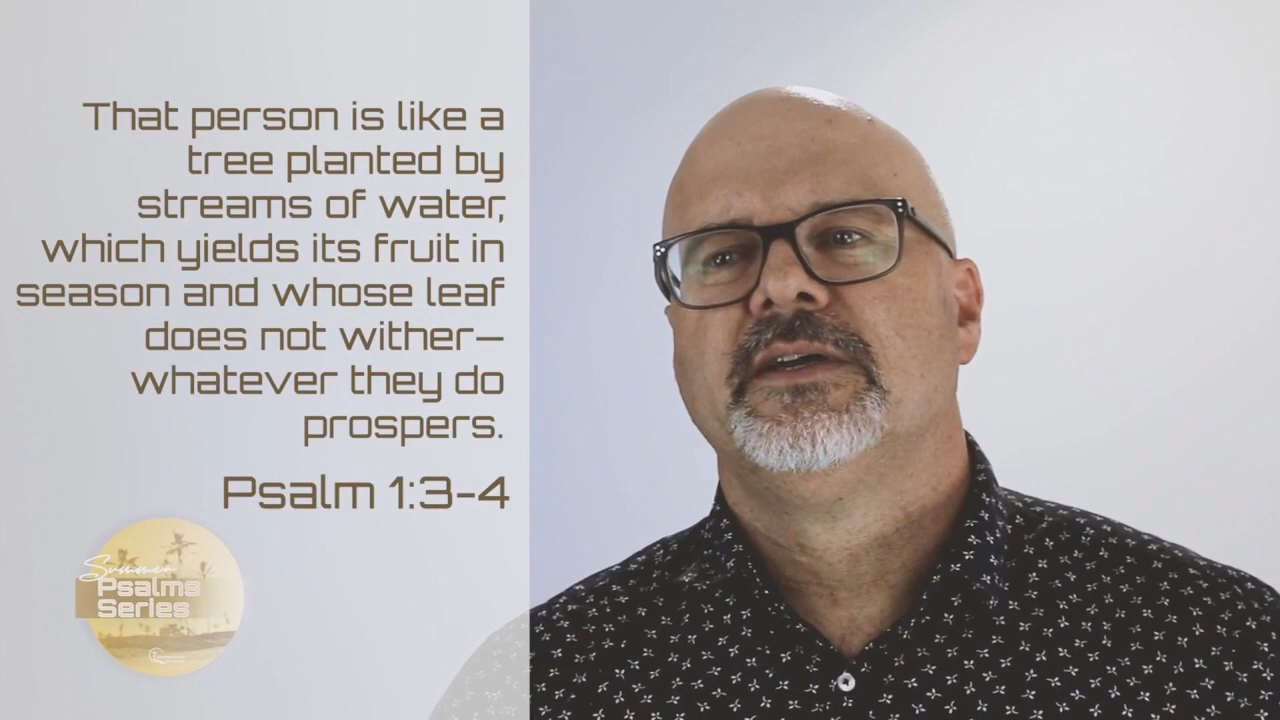 That person is like a
tree planted by
streams of water,
which yields its fruit in
season and whose leaf
does not wither—
whatever they do
prospers.
Psalm 1:3-4
Summer
Psalms
Series